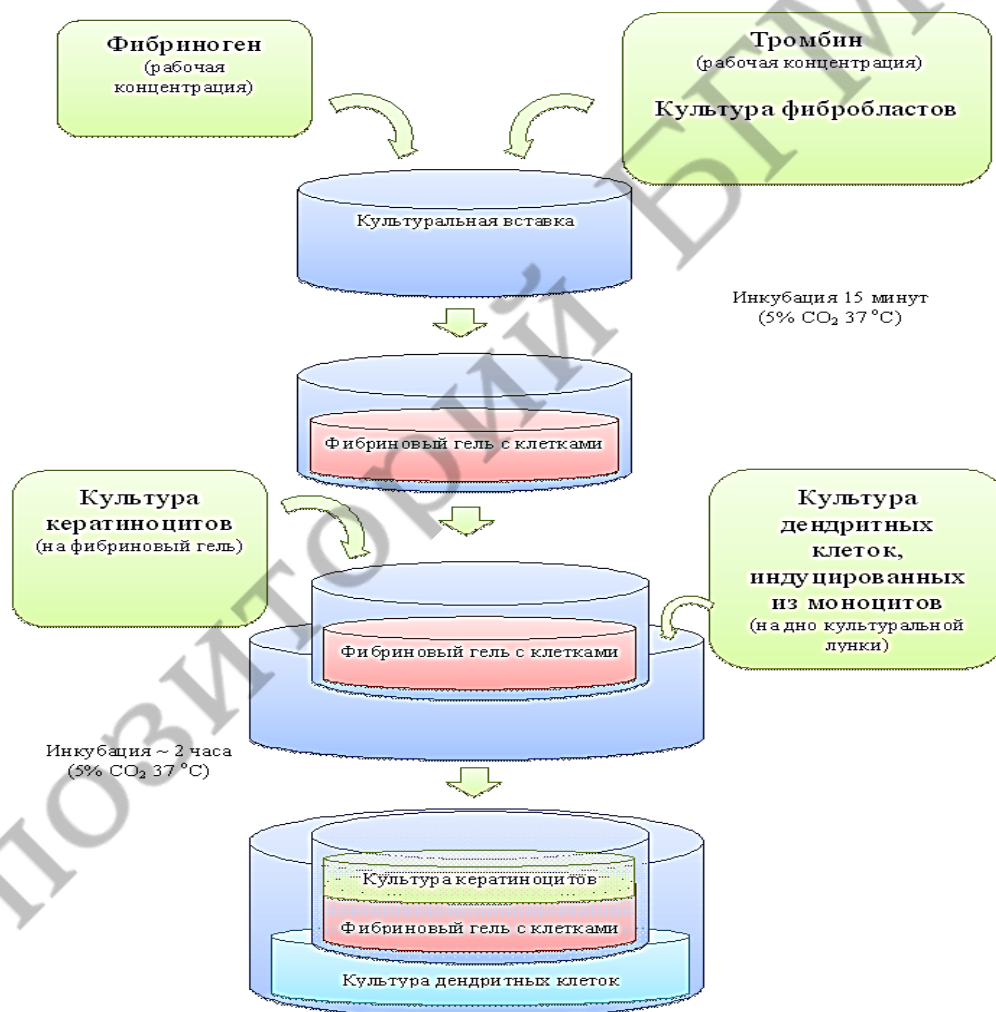 Фибриноген
(рабочая
концентрация)
Тромбин
(рабочая концентрация)
Культура фибробластов
Культуральная вставка
Инкубация 15 минут
(5% CO₂ 37 °C)
Фибриновый гель с клетками
Культура
кератиноцитов
(на фибриновый гель)
Культура
дендритных
клеток,
индуцированных
из моноцитов
(на дно культуральной
лунки)
Фибриновый гель с клетками
Инкубация ~ 2 часа
(5% CO₂ 37 °C)
Культура кератиноцитов
Фибриновый гель с клетками
Культура дендритных клеток
позиторий БГМ